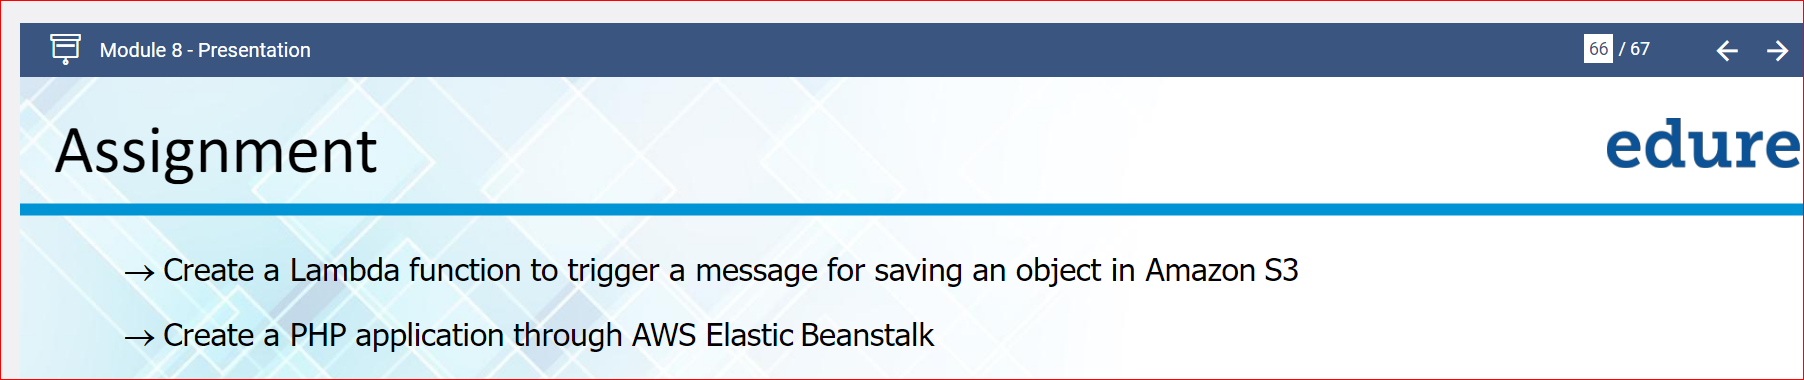 Module 8 - Presentation
66 / 67
Assignment
edure
→ Create a Lambda function to trigger a message for saving an object in Amazon S3
→ Create a PHP application through AWS Elastic Beanstalk